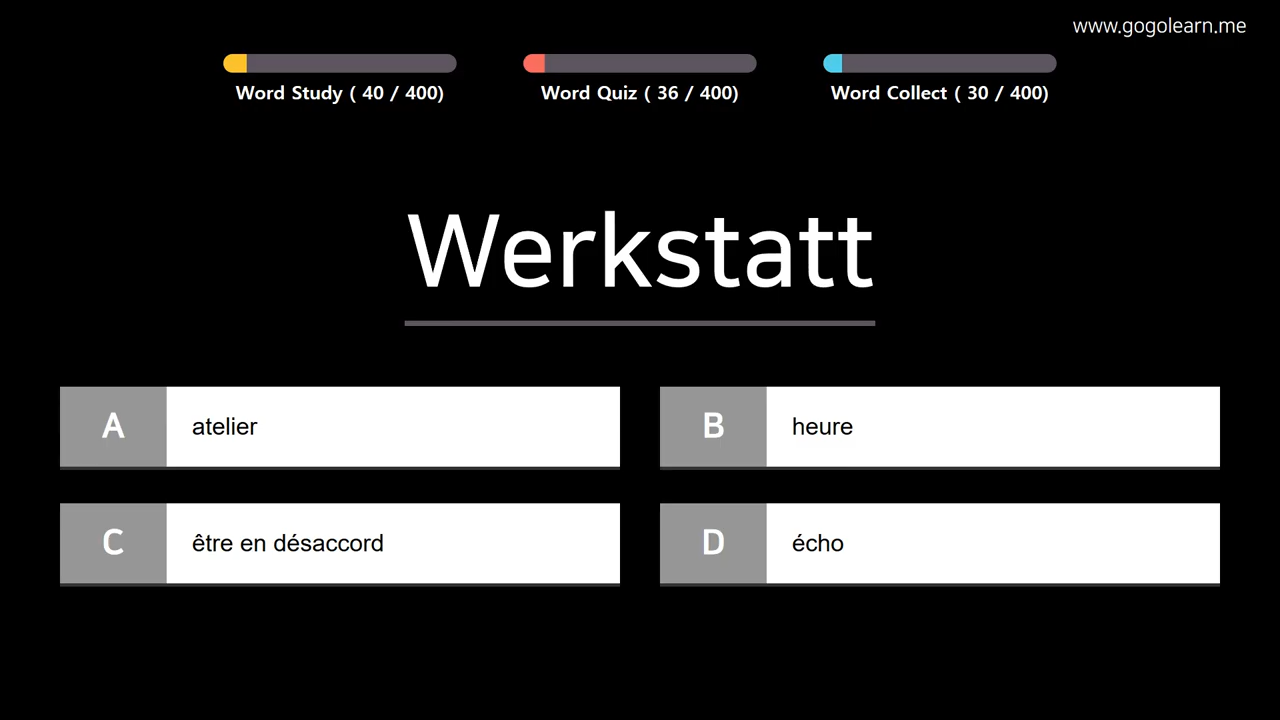 www.gogolearn.me
Word Study ( 40 / 400)
Word Quiz ( 36 / 400)
Word Collect ( 30 / 400)
Werkstatt
A atelier
B heure
C être en désaccord
D écho